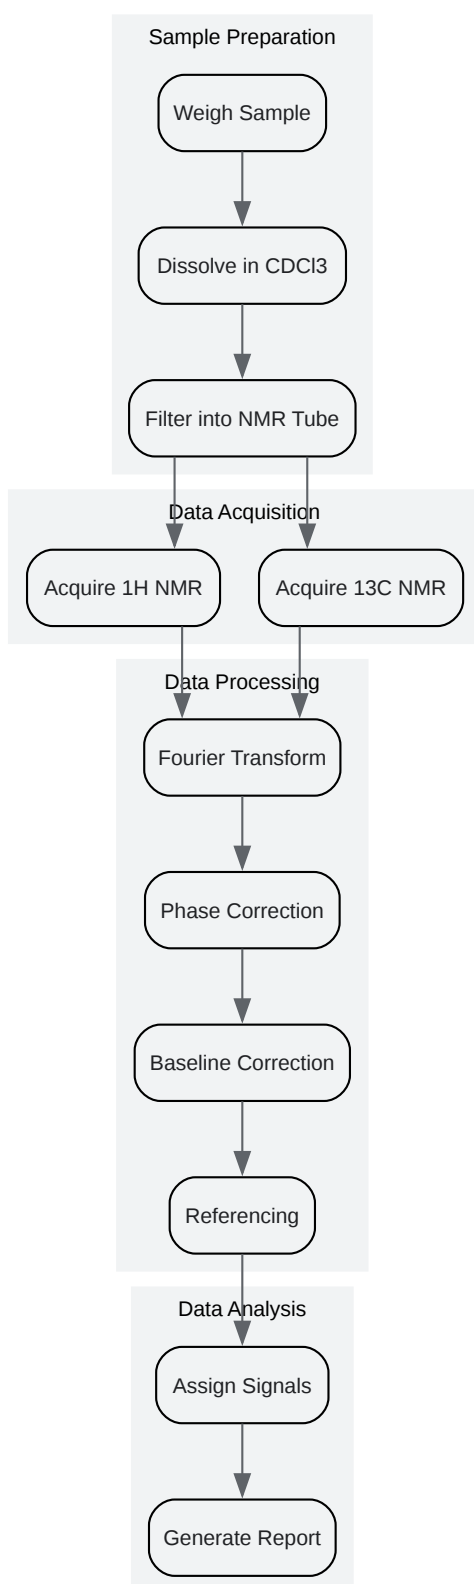 Sample Preparation
Weigh Sample
Dissolve in CDCl3
Filter into NMR Tube
Data Acquisition
Acquire 1H NMR
Acquire 13C NMR
Data Processing
Fourier Transform
Phase Correction
Baseline Correction
Referencing
Data Analysis
Assign Signals
Generate Report